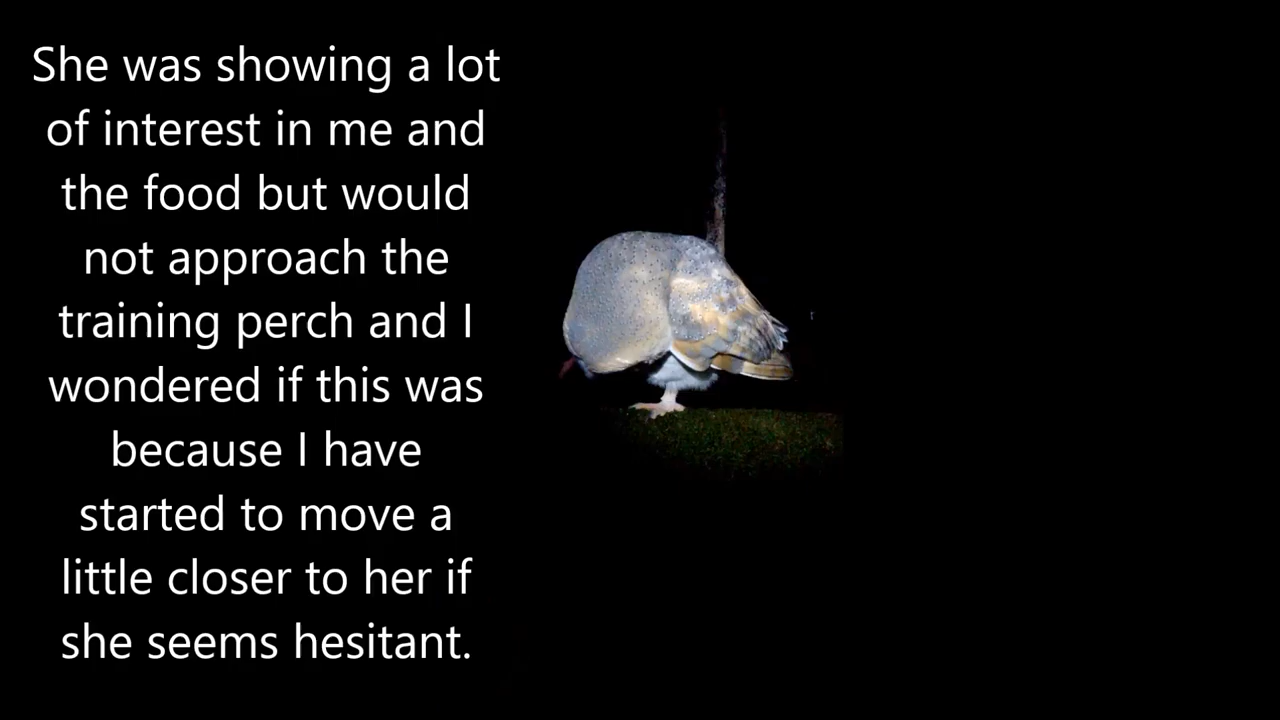 She was showing a lot
of interest in me and
the food but would
not approach the
training perch and I
wondered if this was
because I have
started to move a
little closer to her if
she seems hesitant.